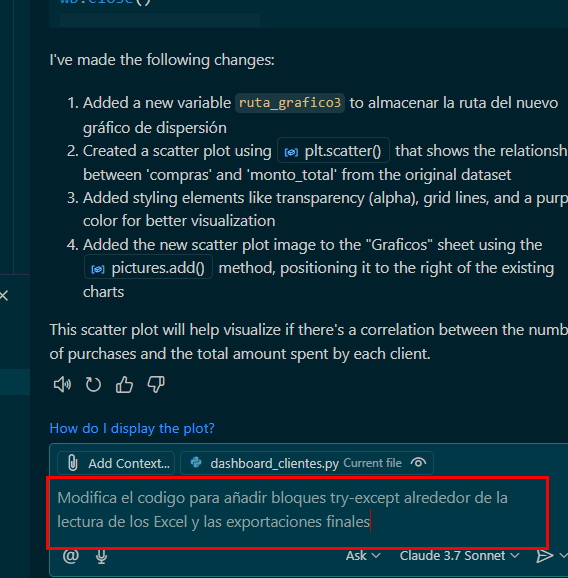 wb.close()
I've made the following changes:
1. Added a new variable ruta_grafico3 to almacenar la ruta del nuevo
gráfico de dispersión
2. Created a scatter plot using plt.scatter() that shows the relationsh
between 'compras' and 'monto_total' from the original dataset
3. Added styling elements like transparency (alpha), grid lines, and a purp
color for better visualization
4. Added the new scatter plot image to the "Graficos" sheet using the
pictures.add() method, positioning it to the right of the existing
charts
This scatter plot will help visualize if there's a correlation between the numb
of purchases and the total amount spent by each client.
How do I display the plot?
Add Context... dashboard_clientes.py Current file
Modifica el codigo para añadir bloques try-except alrededor de la
lectura de los Excel y las exportaciones finales
@ Ask Claude 3.7 Sonnet